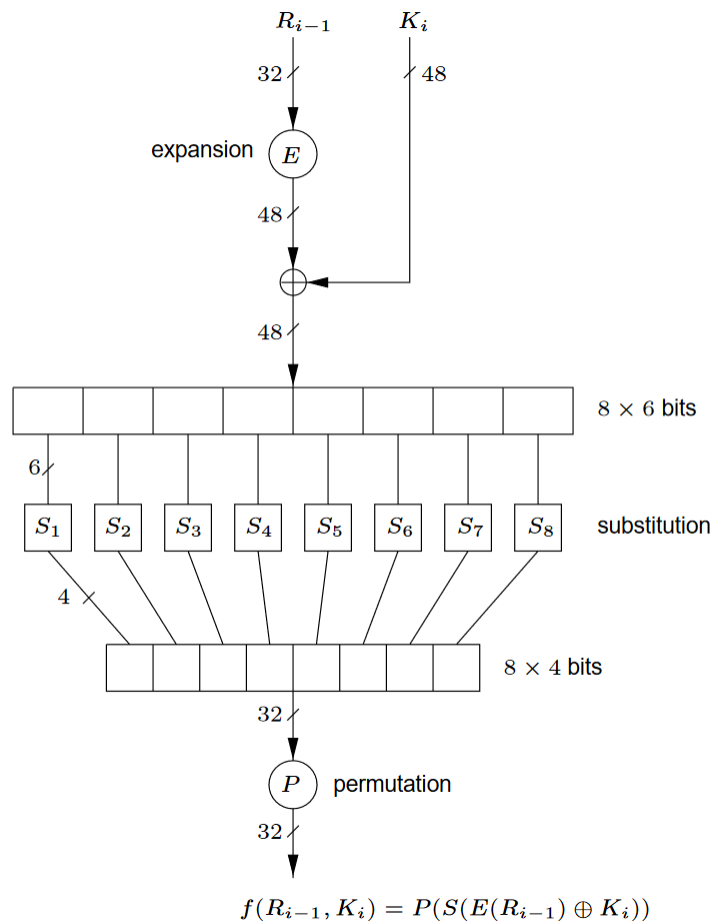 R_{i−1} K_i
32 48
expansion E
48
48
8 × 6 bits
6
S_1 S_2 S_3 S_4 S_5 S_6 S_7 S_8 substitution
4
8 × 4 bits
32
P permutation
32
f(R_{i−1}, K_i) = P(S(E(R_{i−1}) ⊕ K_i))